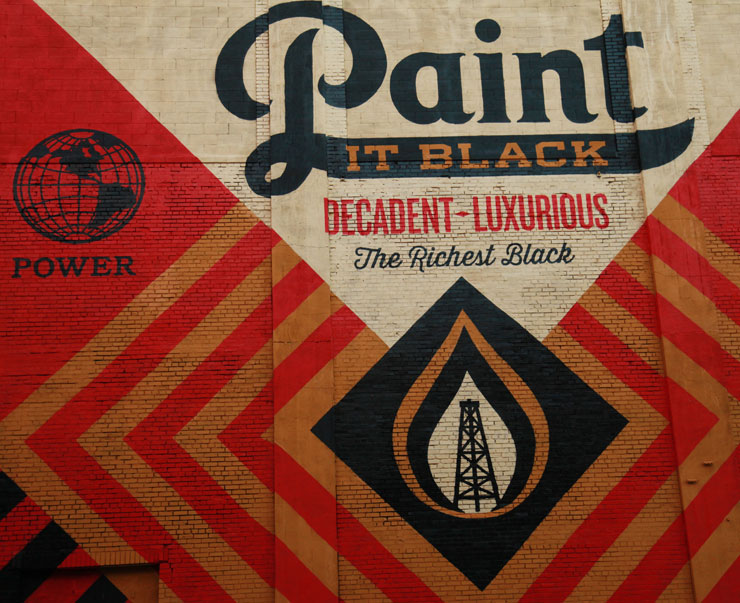 Paint
IT BLACK
DECADENT - LUXURIOUS
The Richest Black
POWER